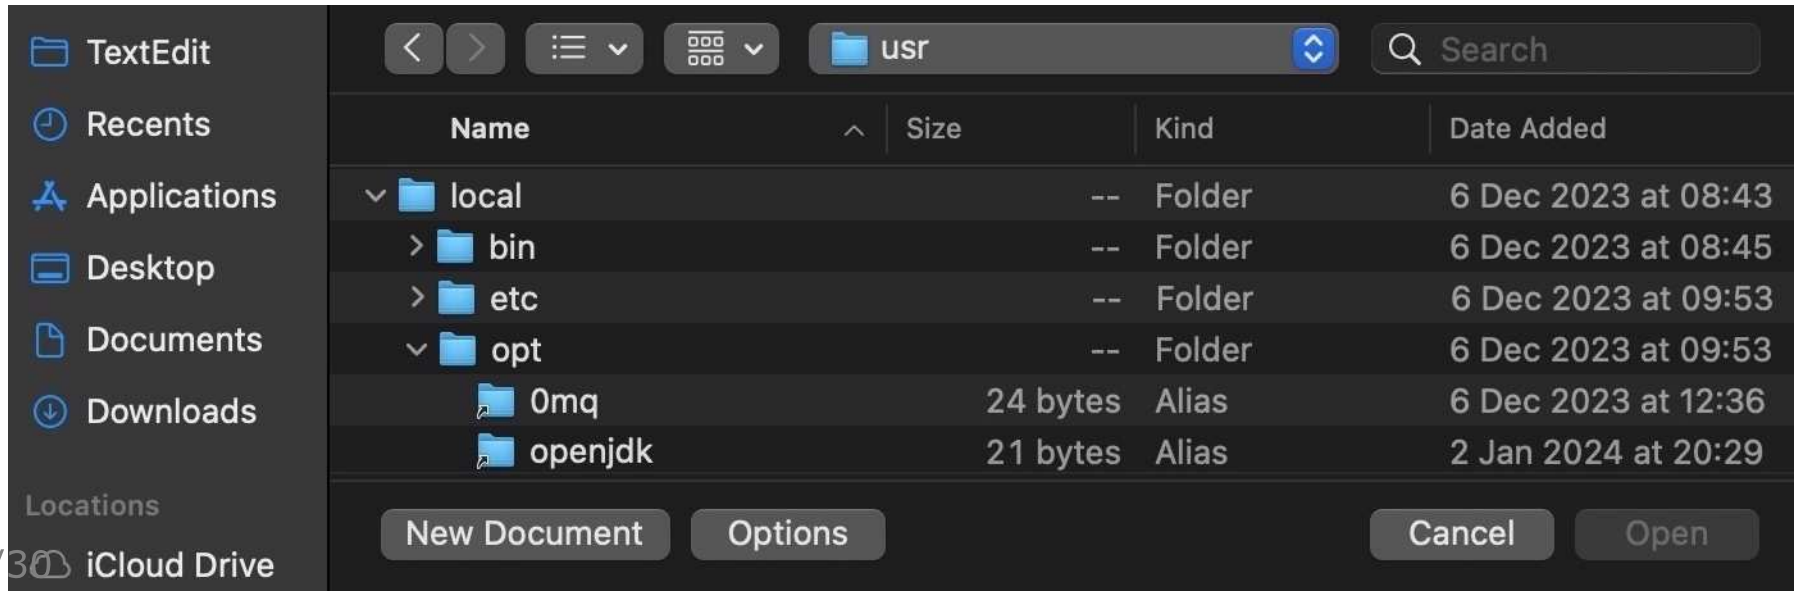 TextEdit
Recents
Applications
Desktop
Documents
Downloads
Locations
iCloud Drive
/30
usr
Search
Name Size Kind Date Added
local -- Folder 6 Dec 2023 at 08:43
bin -- Folder 6 Dec 2023 at 08:45
etc -- Folder 6 Dec 2023 at 09:53
opt -- Folder 6 Dec 2023 at 09:53
0mq 24 bytes Alias 6 Dec 2023 at 12:36
openjdk 21 bytes Alias 2 Jan 2024 at 20:29
New Document Options Cancel Open